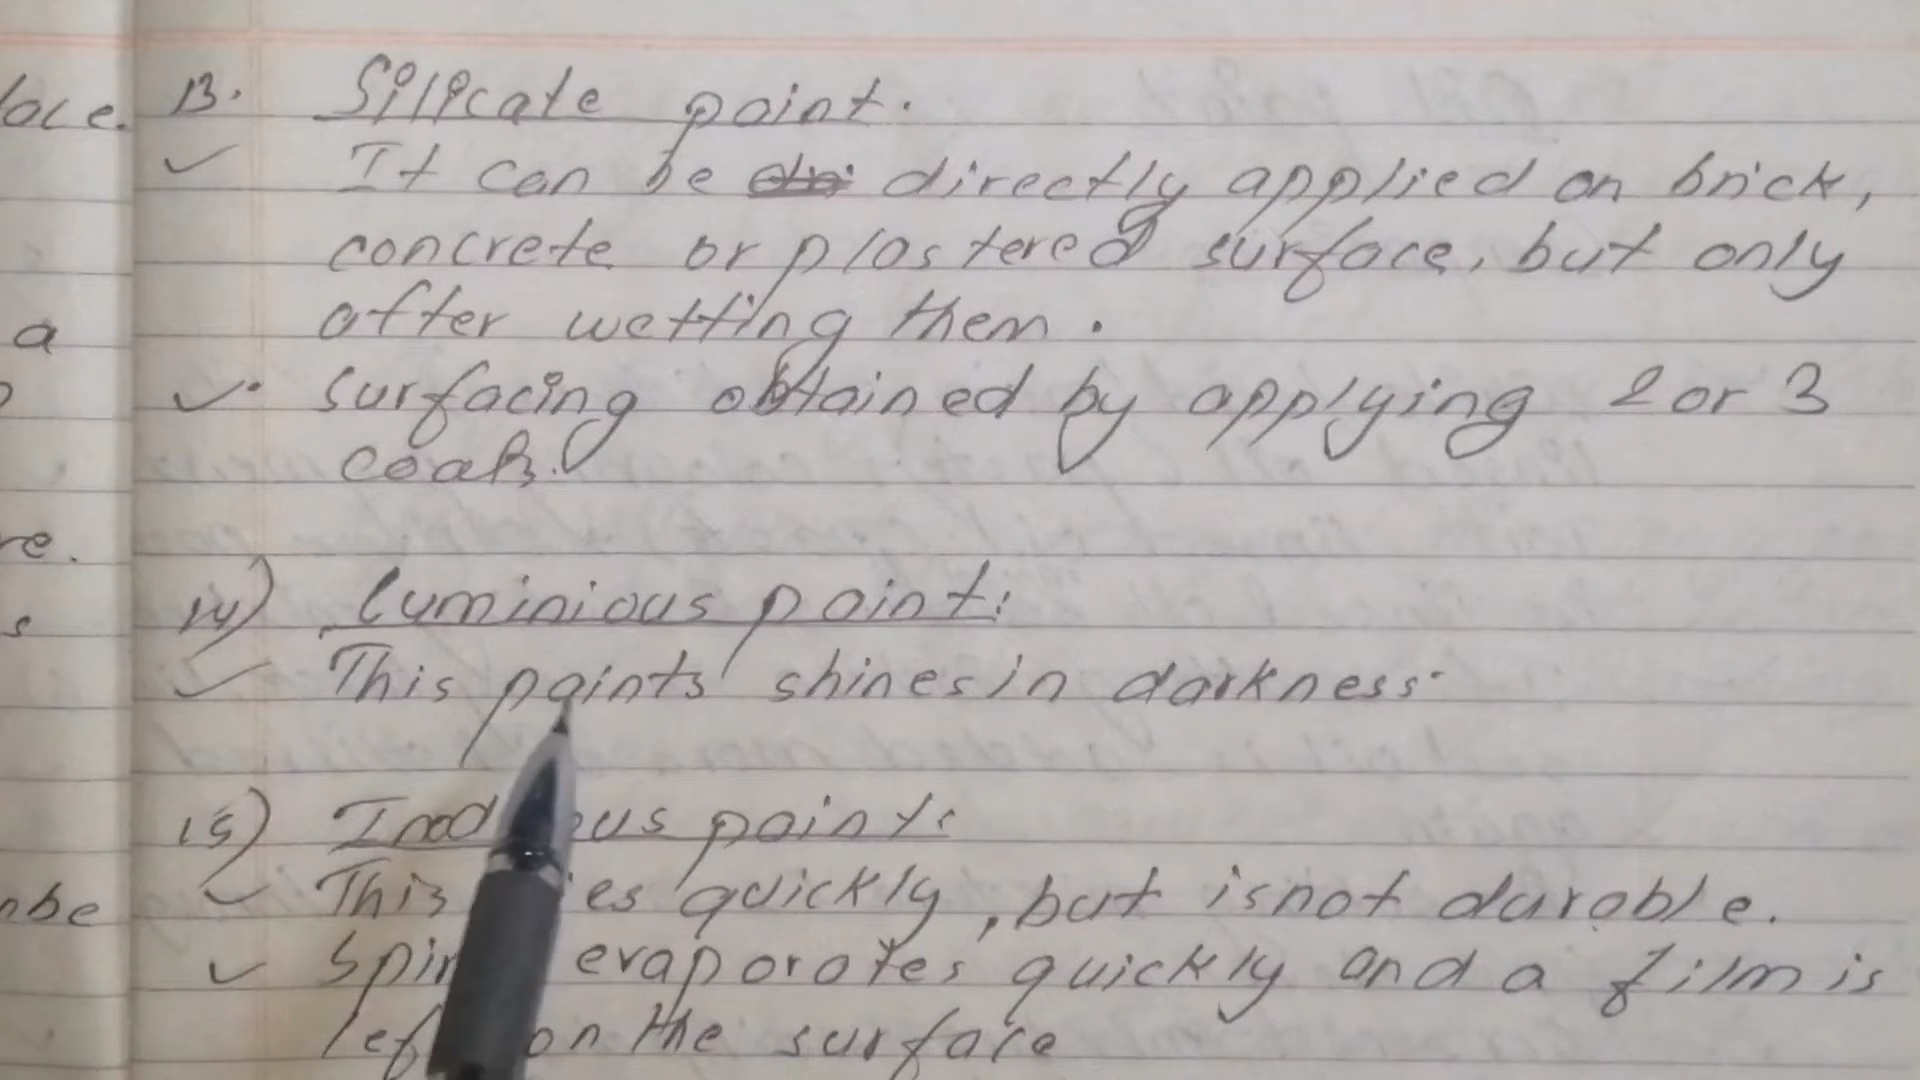 lace.
a
re.
s
nbe
13. Silicate paint.
It can be directly applied on brick,
concrete or plastered surface, but only
after wetting them.
surfacing obtained by applying 2 or 3
coats.
14) Luminious paint:
This paints shines in darkness.
15) paint:
This quickly, but is not durable.
evaporates quickly and a film is
on the surface